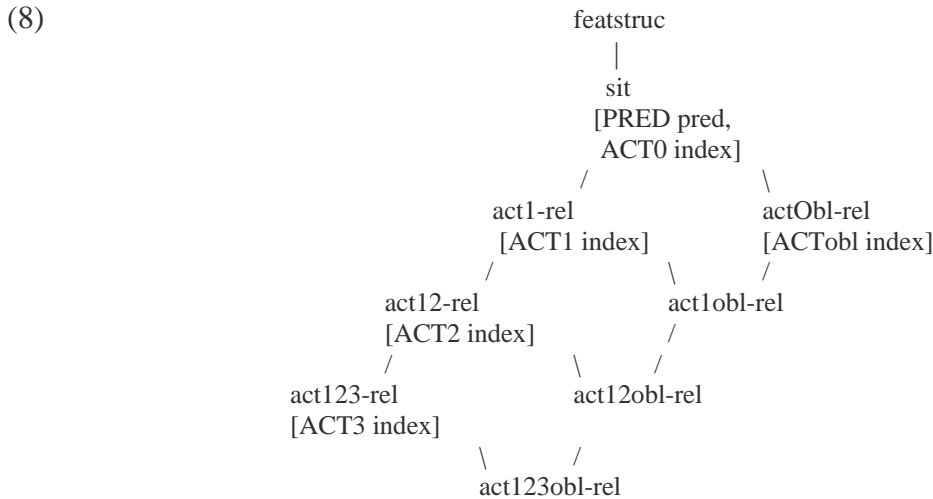 (8) featstruc
|
sit
[PRED pred,
ACT0 index]
/ \
act1-rel actObl-rel
[ACT1 index] [ACTobl index]
/ \ /
act12-rel act1obl-rel
[ACT2 index] /
/ \ /
act123-rel act12obl-rel
[ACT3 index]
\ /
act123obl-rel